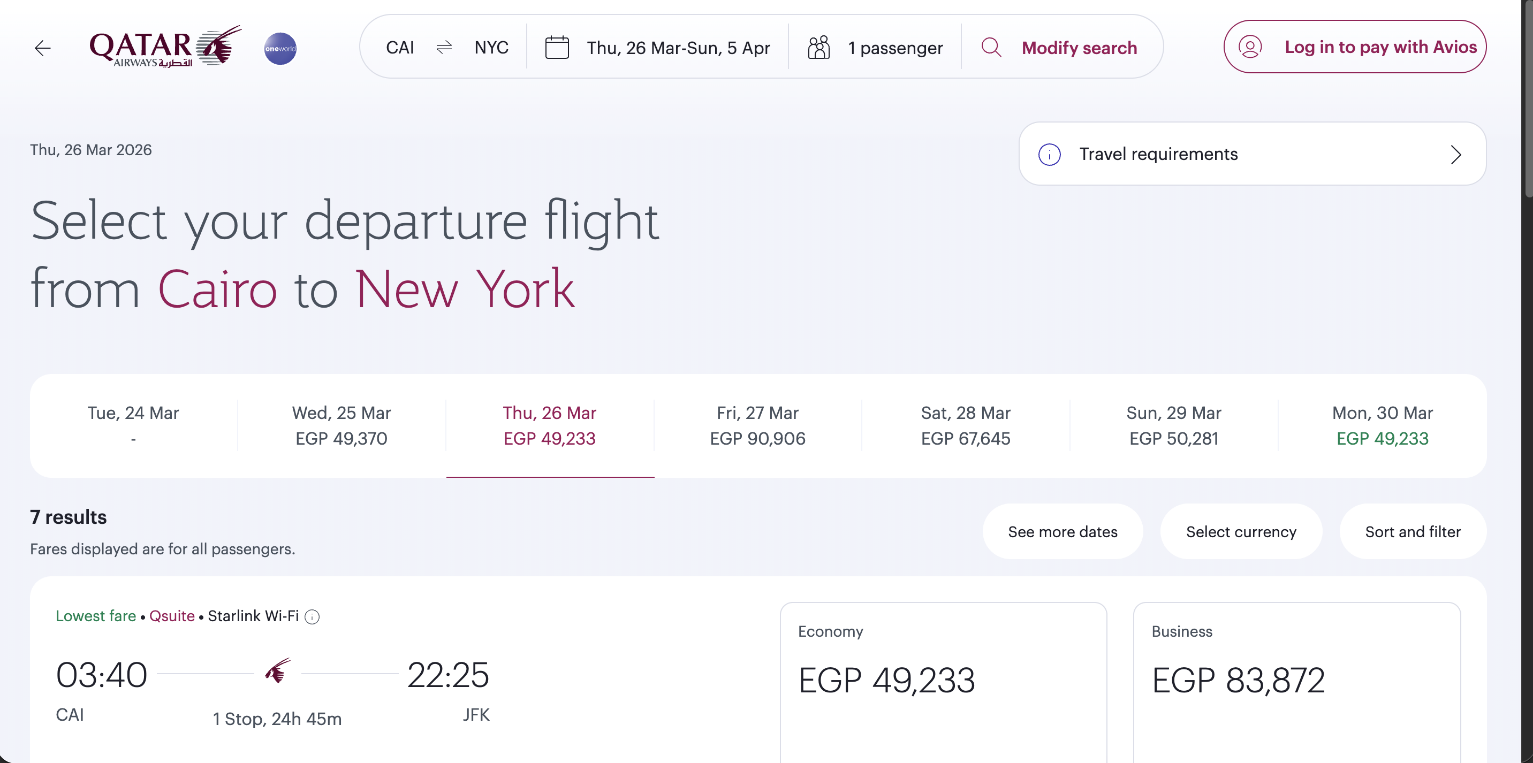 QATAR
AIRWAYS القطرية
oneworld
CAI ⇌ NYC
Thu, 26 Mar-Sun, 5 Apr
1 passenger
Modify search
Log in to pay with Avios
Thu, 26 Mar 2026
Travel requirements
Select your departure flight
from Cairo to New York
Tue, 24 Mar
-
Wed, 25 Mar
EGP 49,370
Thu, 26 Mar
EGP 49,233
Fri, 27 Mar
EGP 90,906
Sat, 28 Mar
EGP 67,645
Sun, 29 Mar
EGP 50,281
Mon, 30 Mar
EGP 49,233
7 results
Fares displayed are for all passengers.
See more dates
Select currency
Sort and filter
Lowest fare • Qsuite • Starlink Wi-Fi
03:40
22:25
CAI
1 Stop, 24h 45m
JFK
Economy
EGP 49,233
Business
EGP 83,872